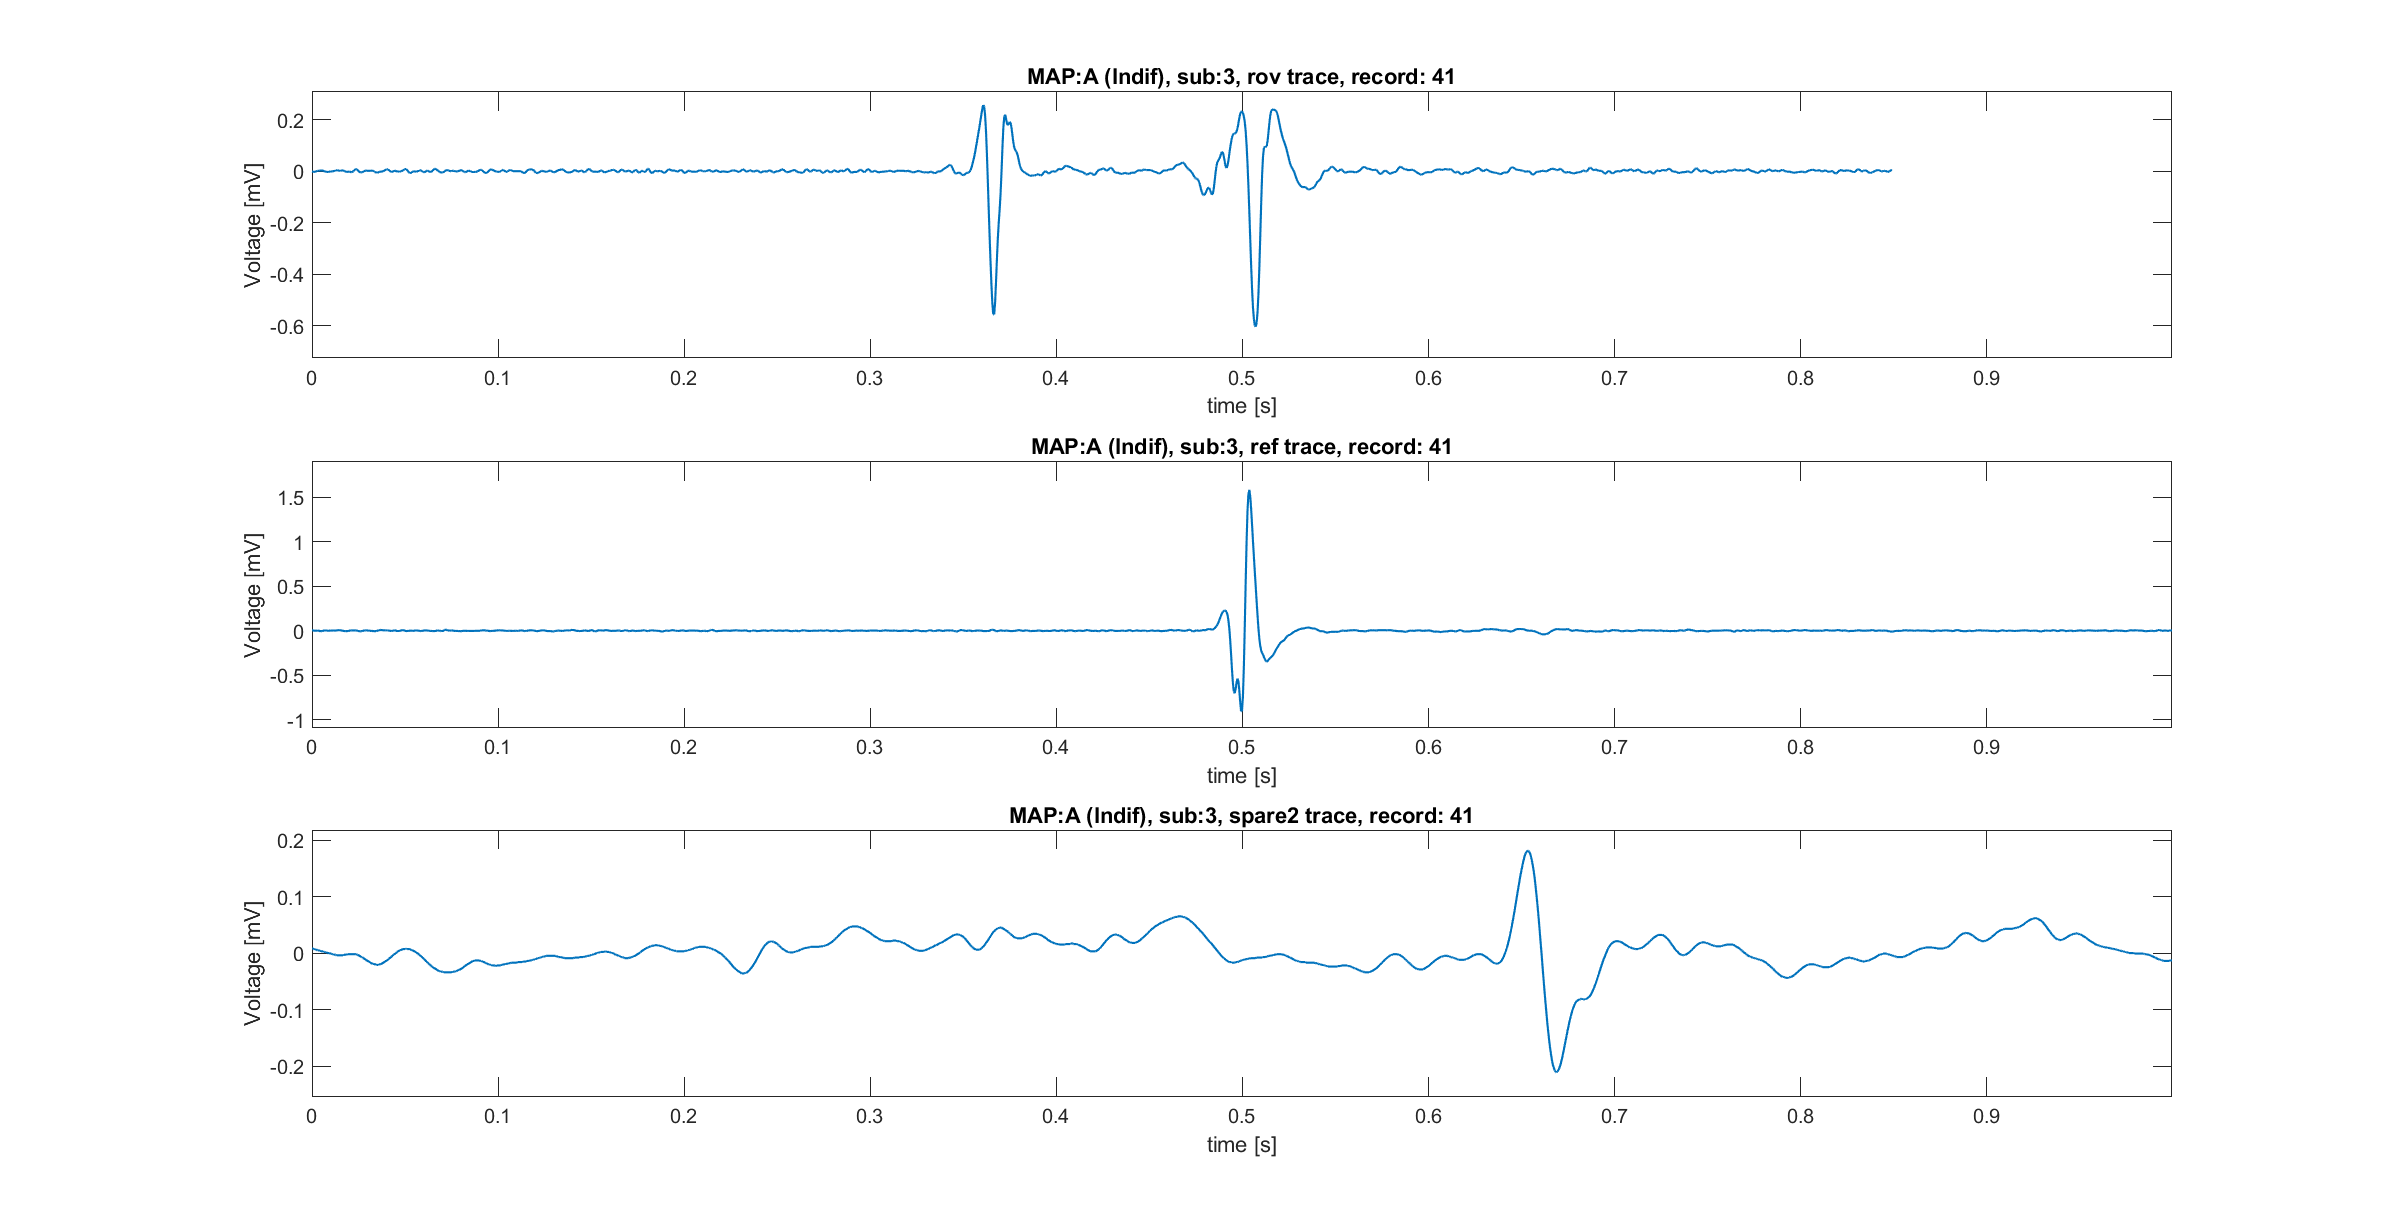 MAP:A (Indif), sub:3, rov trace, record: 41
0.2
0
-0.2
-0.4
-0.6
Voltage [mV]
0 0.1 0.2 0.3 0.4 0.5 0.6 0.7 0.8 0.9
time [s]
MAP:A (Indif), sub:3, ref trace, record: 41
1.5
1
0.5
0
-0.5
-1
Voltage [mV]
0 0.1 0.2 0.3 0.4 0.5 0.6 0.7 0.8 0.9
time [s]
MAP:A (Indif), sub:3, spare2 trace, record: 41
0.2
0.1
0
-0.1
-0.2
Voltage [mV]
0 0.1 0.2 0.3 0.4 0.5 0.6 0.7 0.8 0.9
time [s]